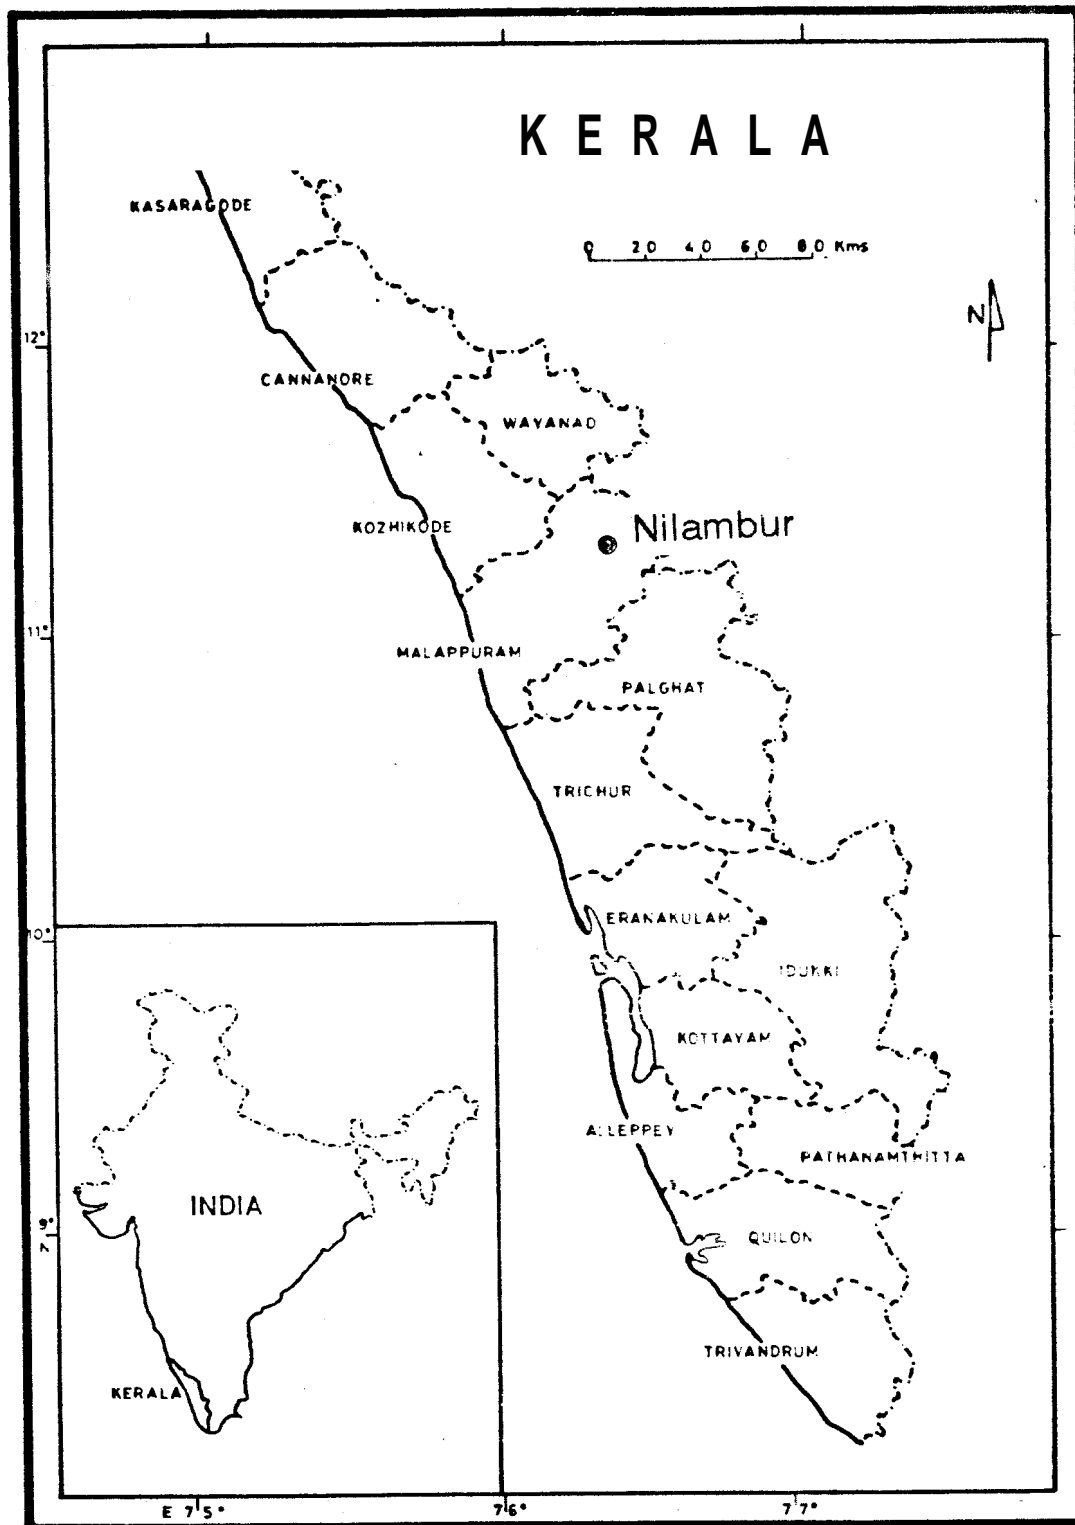 KERALA
KASARAGODE
0 20 40 60 80 Kms
N
12°
CANNANORE
WAYANAD
KOZHIKODE
Nilambur
11°
MALAPPURAM
PALGHAT
TRICHUR
ERANAKULAM
10°
IDUKKI
KOTTAYAM
ALLEPPEY
PATHANAMTHITTA
INDIA
9°
N
QUILON
TRIVANDRUM
KERALA
E 75°
76°
77°